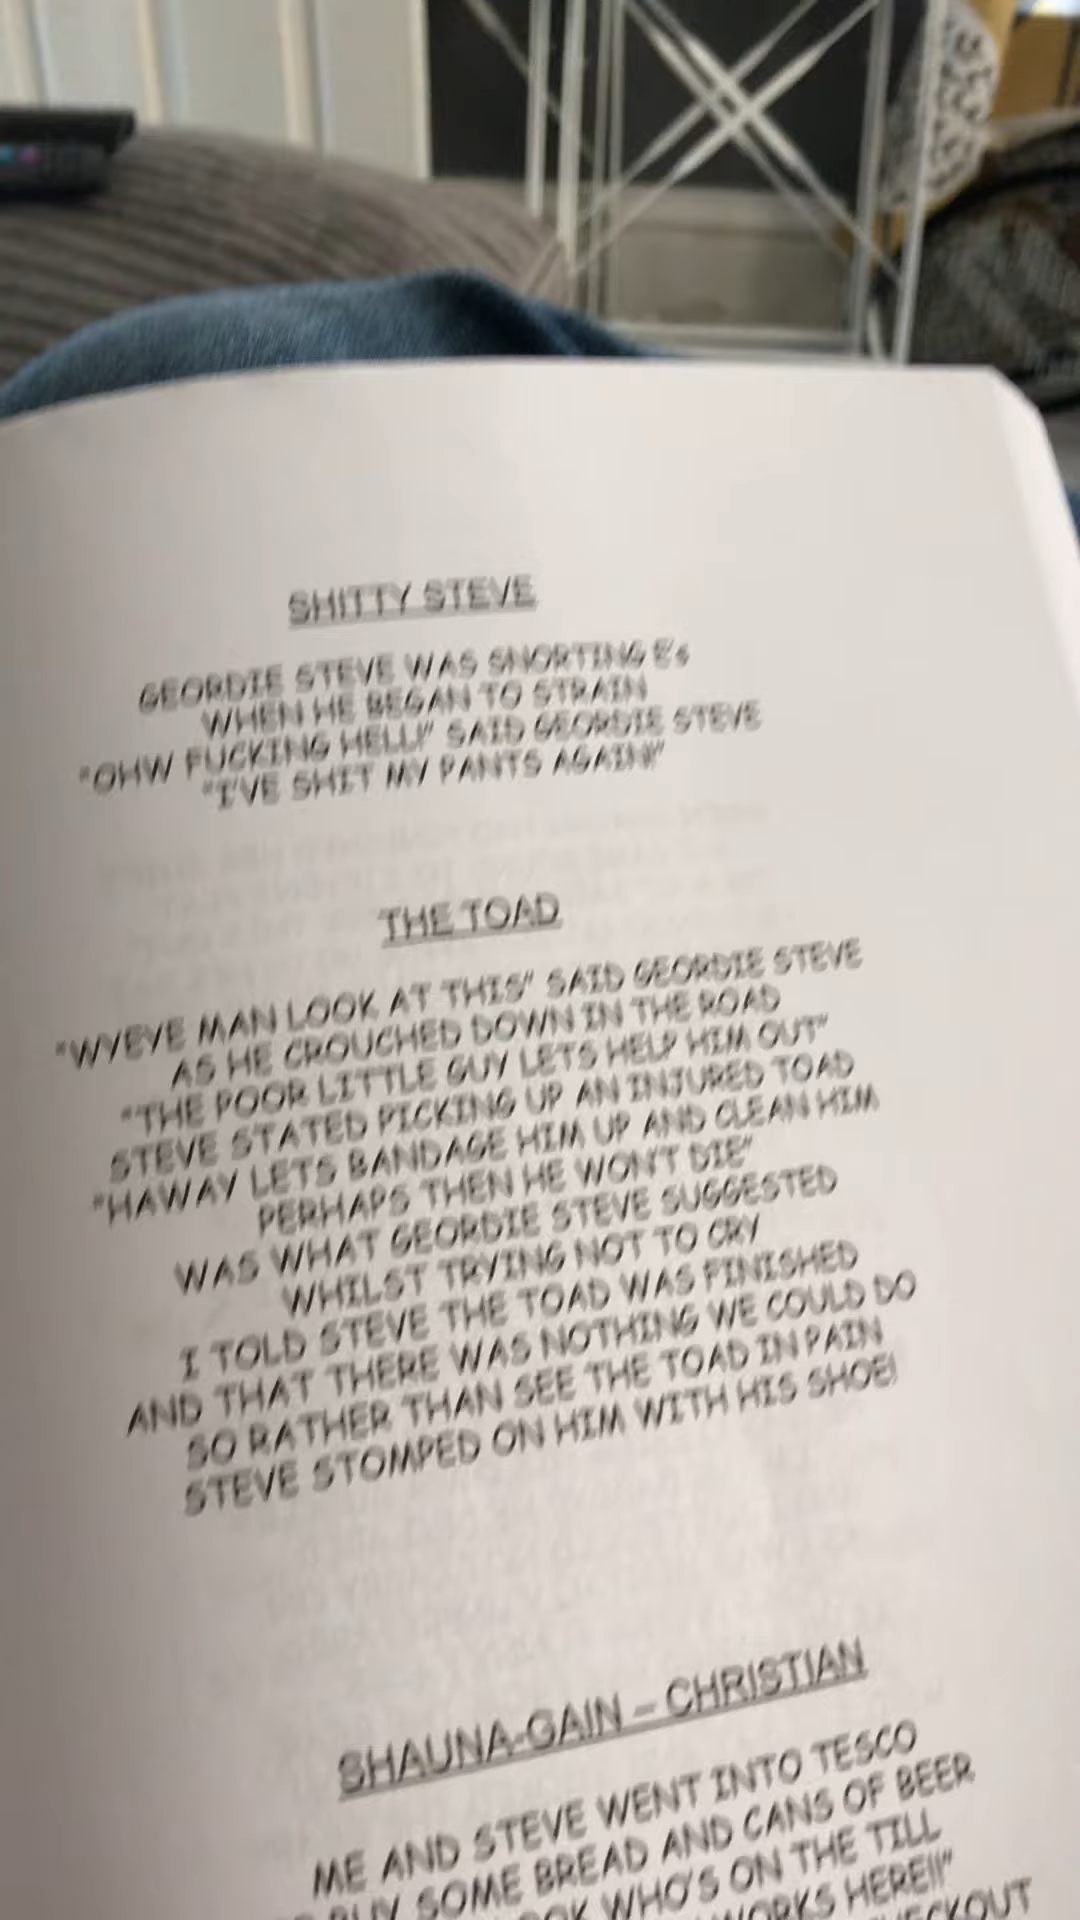 SHITTY STEVE
GEORDIE STEVE WAS SNORTING E's
WHEN HE BEGAN TO STRAIN
"OHW FUCKING HELL!" SAID GEORDIE STEVE
"I'VE SHIT MY PANTS AGAIN!"
THE TOAD
"WYEYE MAN LOOK AT THIS" SAID GEORDIE STEVE
AS HE CROUCHED DOWN IN THE ROAD
"THE POOR LITTLE GUY LETS HELP HIM OUT"
STEVE STATED PICKING UP AN INJURED TOAD
"HAWAY LETS BANDAGE HIM UP AND CLEAN HIM
PERHAPS THEN HE WON'T DIE"
WAS WHAT GEORDIE STEVE SUGGESTED
WHILST TRYING NOT TO CRY
I TOLD STEVE THE TOAD WAS FINISHED
AND THAT THERE WAS NOTHING WE COULD DO
SO RATHER THAN SEE THE TOAD IN PAIN
STEVE STOMPED ON HIM WITH HIS SHOE!
SHAUNA-GAIN – CHRISTIAN
ME AND STEVE WENT INTO TESCO
BUY SOME BREAD AND CANS OF BEER
WHO'S ON THE TILL
WORKS HERE!!"